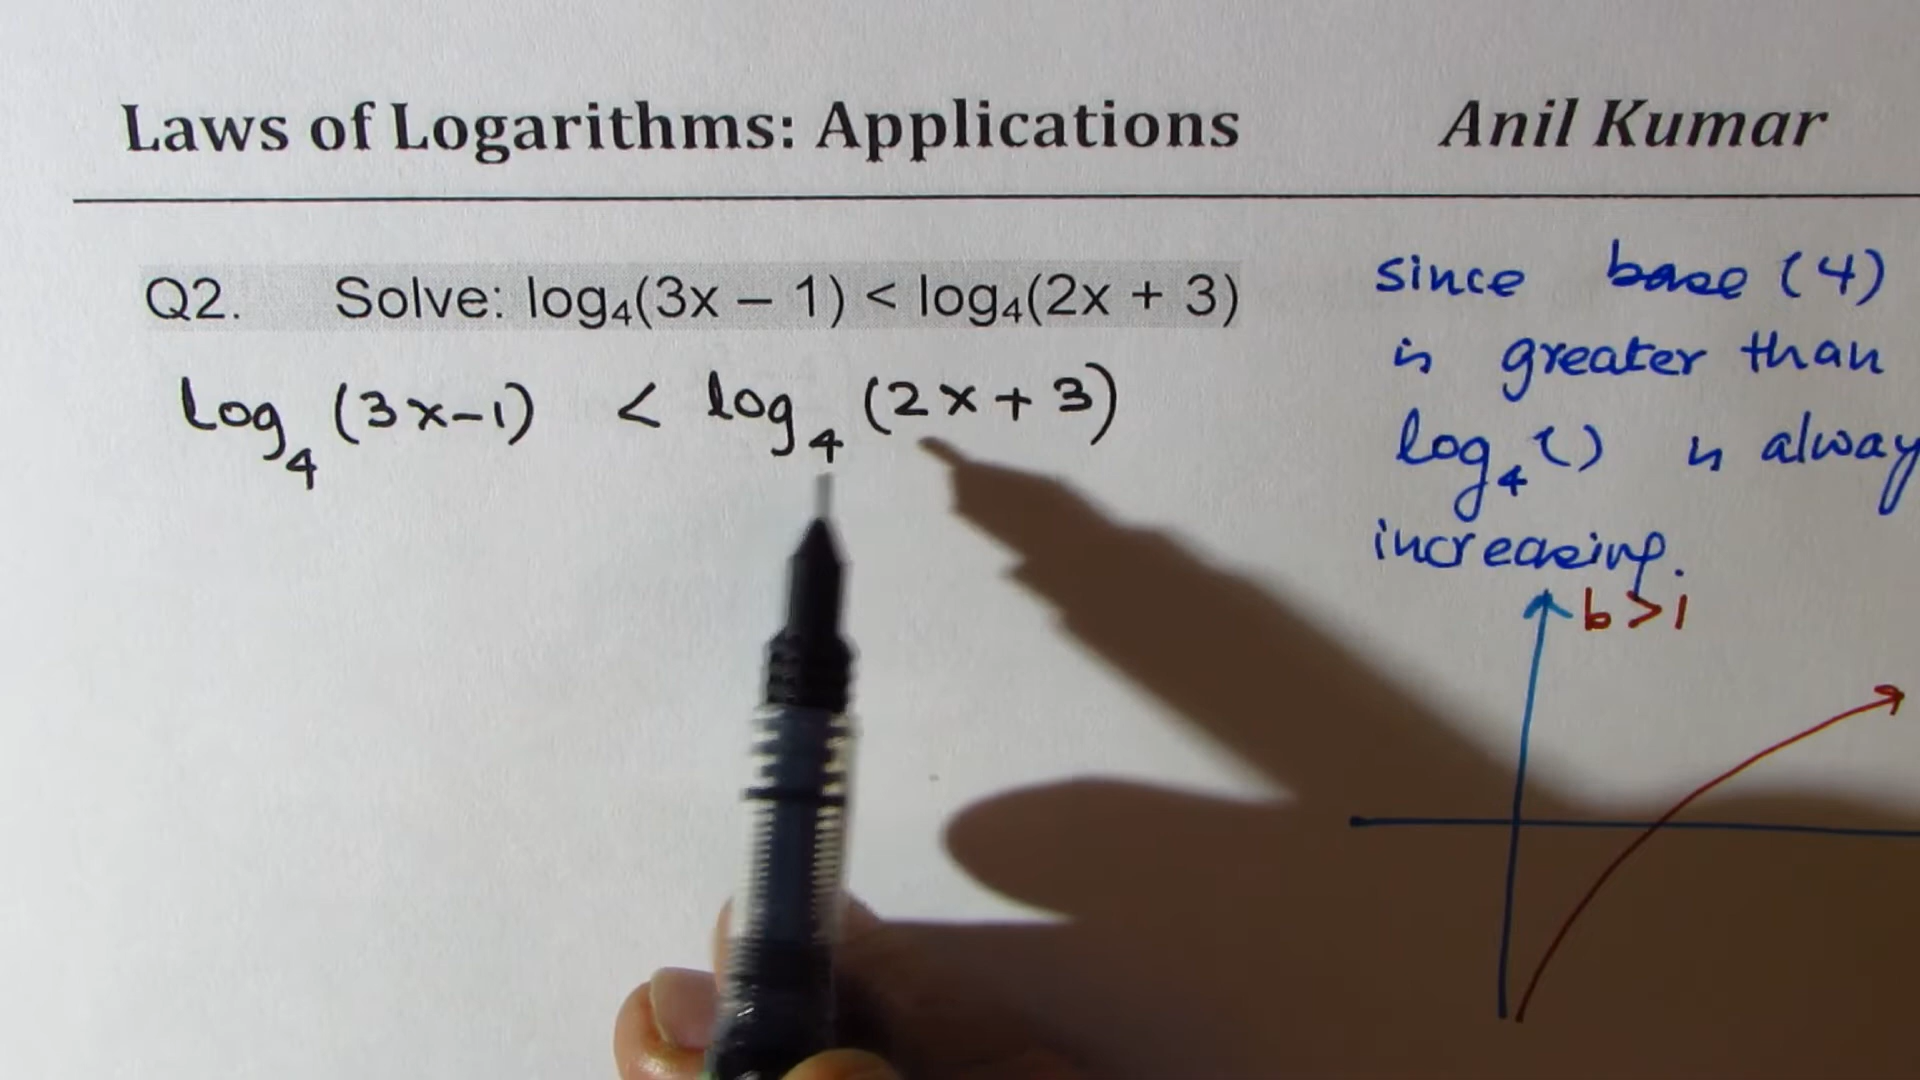 Laws of Logarithms: Applications Anil Kumar
Q2. Solve: log₄(3x – 1) < log₄(2x + 3)
log₄ (3x-1) < log₄ (2x+3)
since base (4)
is greater than
log₄ () is alway
increasing.
b>1